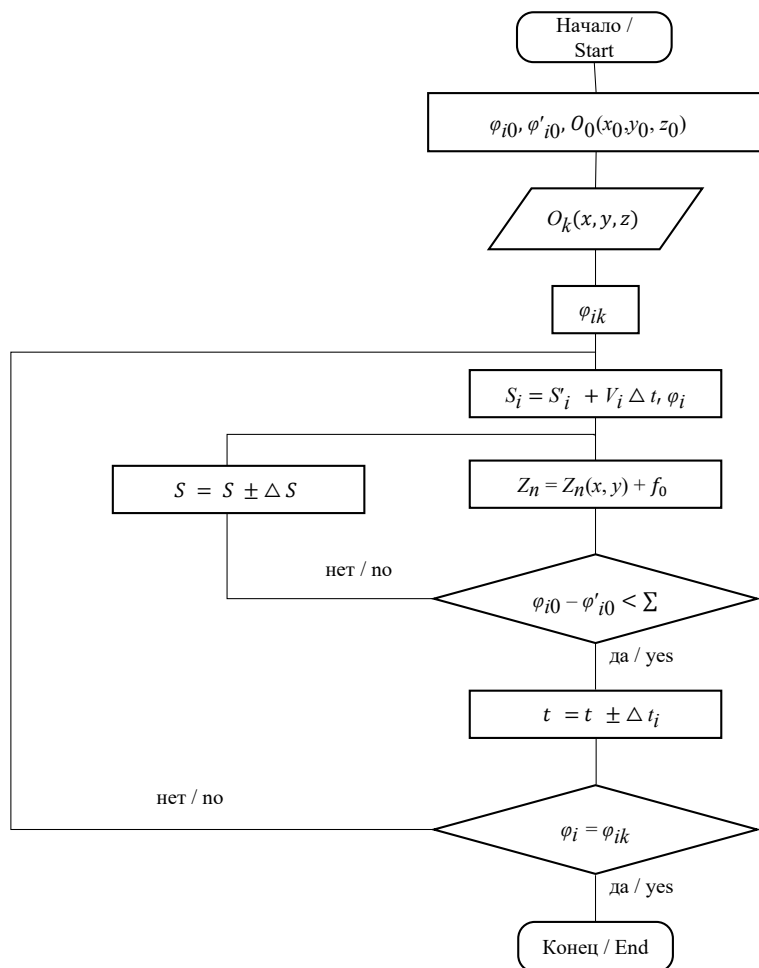 Начало /
Start
φi0, φ'i0, O0(x0,y0, z0)
Ok(x, y, z)
φik
Si = S'i + Vi △ t, φi
S = S ± △ S
Zn = Zn(x, y) + f0
нет / no
φi0 – φ'i0 < Σ
да / yes
t = t ± △ ti
нет / no
φi = φik
да / yes
Конец / End